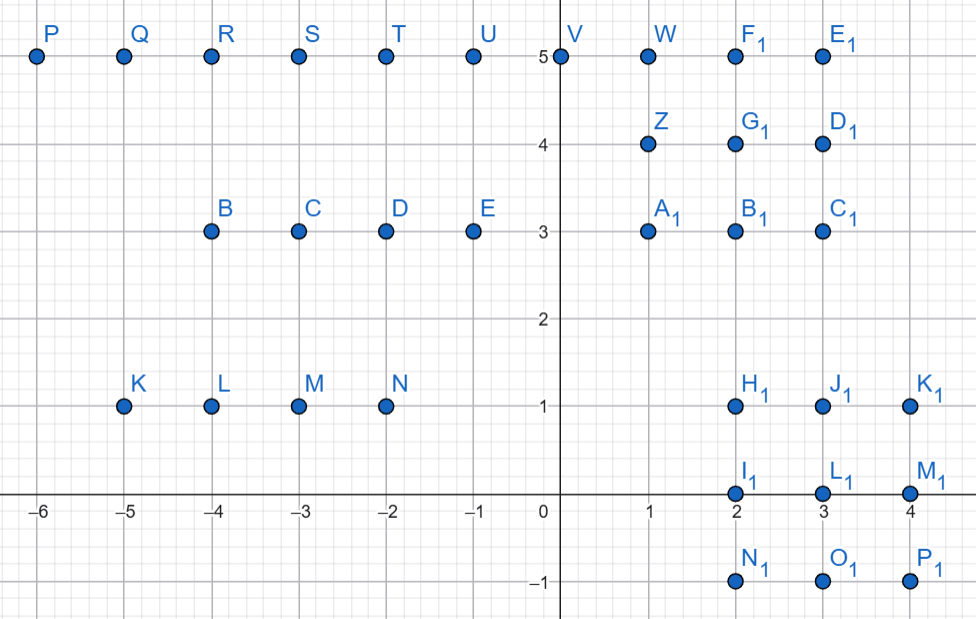 P Q R S T U V W F₁ E₁
5
Z G₁ D₁
4
B C D E A₁ B₁ C₁
3
2
K L M N H₁ J₁ K₁
1
I₁ L₁ M₁
–6 –5 –4 –3 –2 –1 0 1 2 3 4
N₁ O₁ P₁
–1